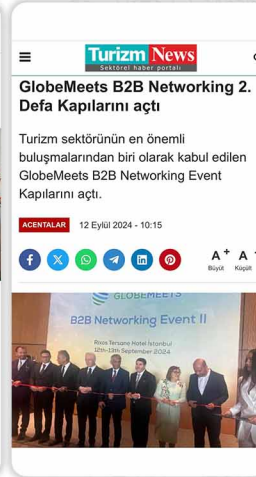 Turizm News
Sektörel haber portalı
GlobeMeets B2B Networking 2.
Defa Kapılarını açtı
Turizm sektörünün en önemli
buluşmalarından biri olarak kabul edilen
GlobeMeets B2B Networking Event
Kapılarını açtı.
ACENTALAR 12 Eylül 2024 - 10:15
A+ A
Büyüt Küçült
GLOBEMEETS
B2B Networking Event II
Rixos Tersane Hotel İstanbul
12th-13th September 2024